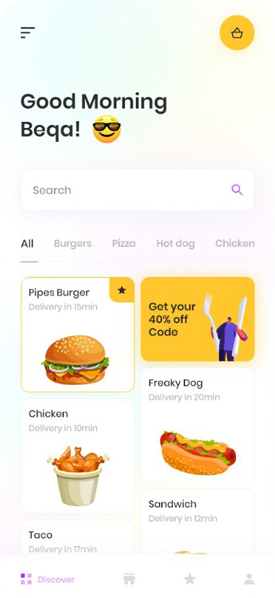 Good Morning
Beqa!
Search
All Burgers Pizza Hot dog Chicken
Pipes Burger
Delivery in 15min
Get your
40% off
Code
Freaky Dog
Delivery in 20min
Chicken
Delivery in 10min
Sandwich
Delivery in 12min
Taco
Delivery in 17min
Discover